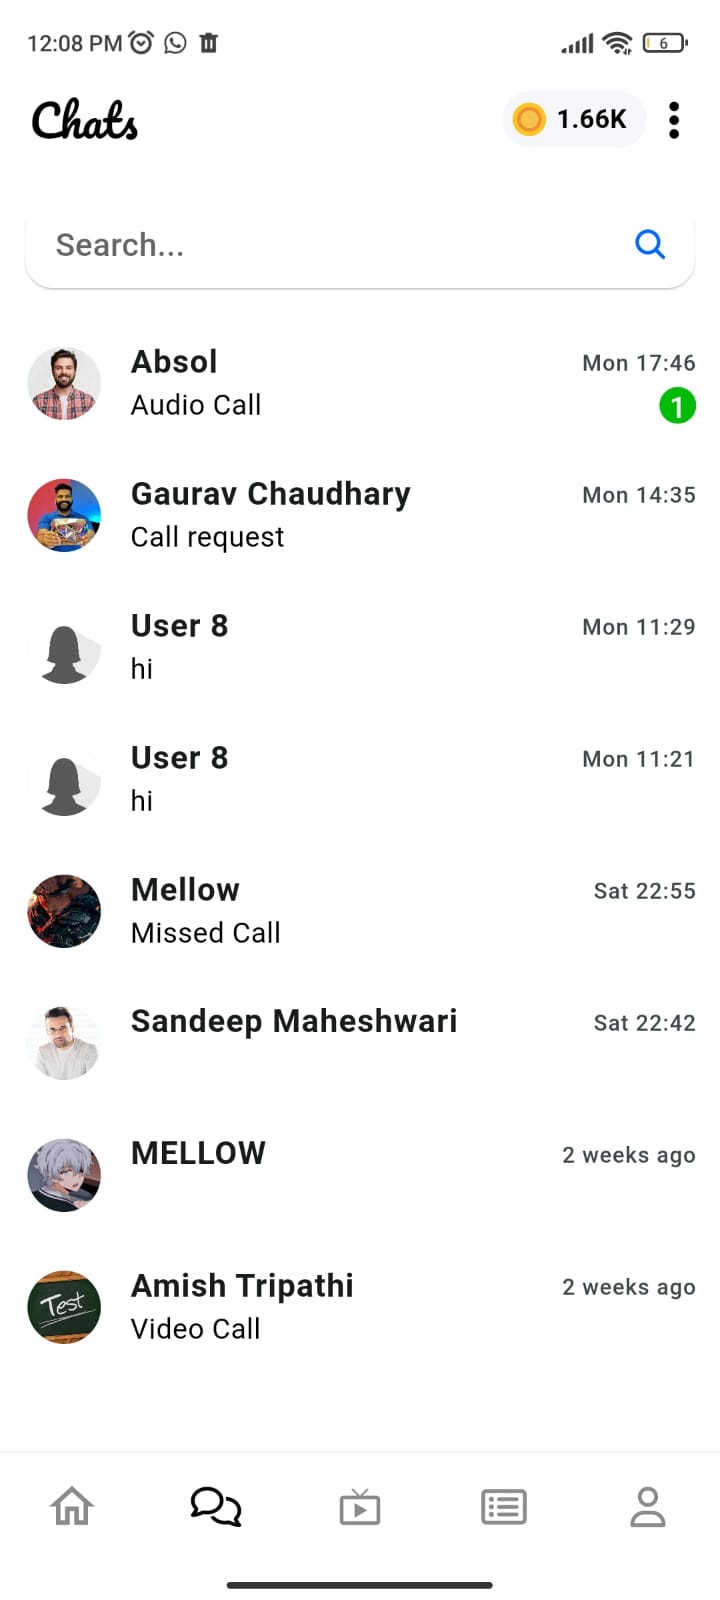 12:08 PM 6
Chats 1.66K
Search...
Absol Mon 17:46
Audio Call 1
Gaurav Chaudhary Mon 14:35
Call request
User 8 Mon 11:29
hi
User 8 Mon 11:21
hi
Mellow Sat 22:55
Missed Call
Sandeep Maheshwari Sat 22:42
MELLOW 2 weeks ago
Amish Tripathi 2 weeks ago
Test
Video Call